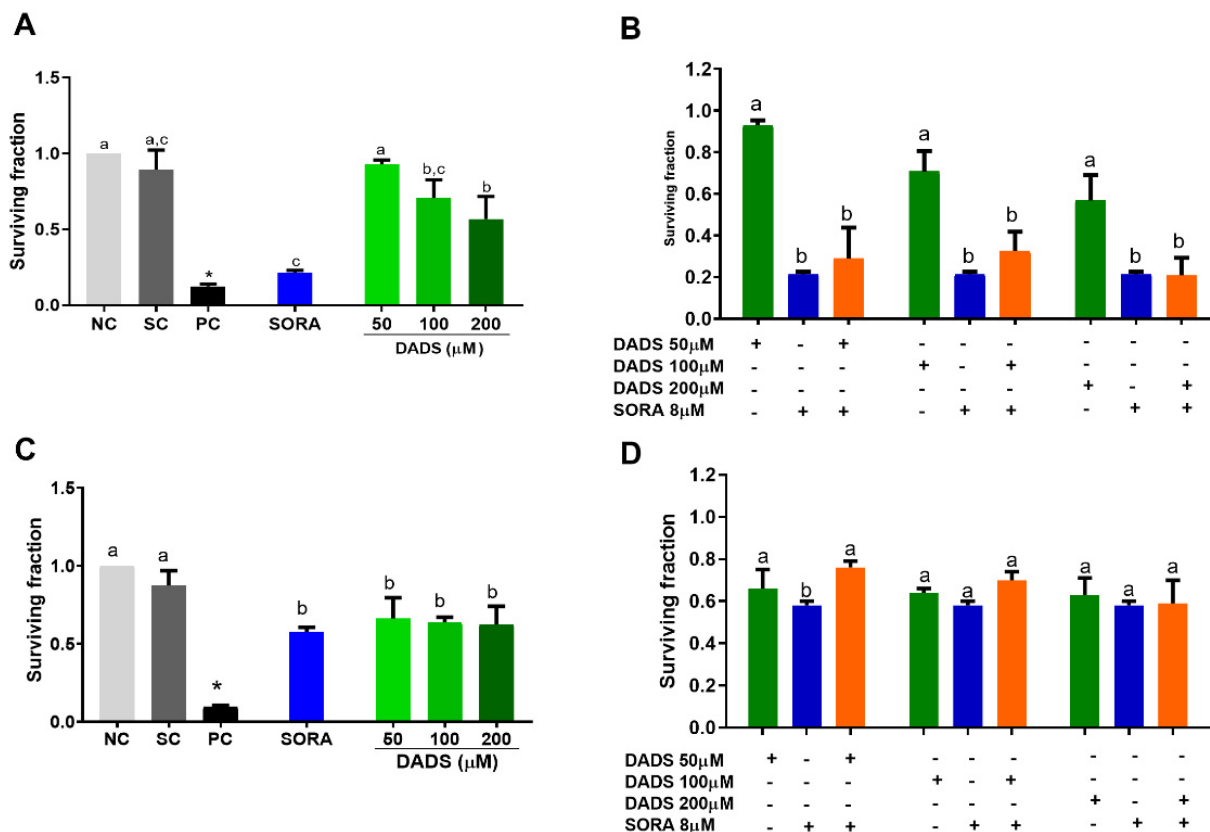 A
Surviving fraction
1.5
1.0
0.5
0.0
a
a,c
*
c
a
b,c
b
NC SC PC SORA 50 100 200
DADS (µM)
B
Surviving fraction
1.2
1.0
0.8
0.6
0.4
0.2
0.0
a b b a b b a b b
DADS 50µM + - + - - - - - -
DADS 100µM - - - + - + - - -
DADS 200µM - - - - - - + - +
SORA 8µM - + + - + + - + +
C
Surviving fraction
1.5
1.0
0.5
0.0
a
a
*
b
b
b
b
NC SC PC SORA 50 100 200
DADS (µM)
D
Surviving fraction
1.2
1.0
0.8
0.6
0.4
0.2
0.0
a b a a a a a a a
DADS 50µM + - + - - - - - -
DADS 100µM - - - + - + - - -
DADS 200µM - - - - - - + - +
SORA 8µM - + + - + + - + +